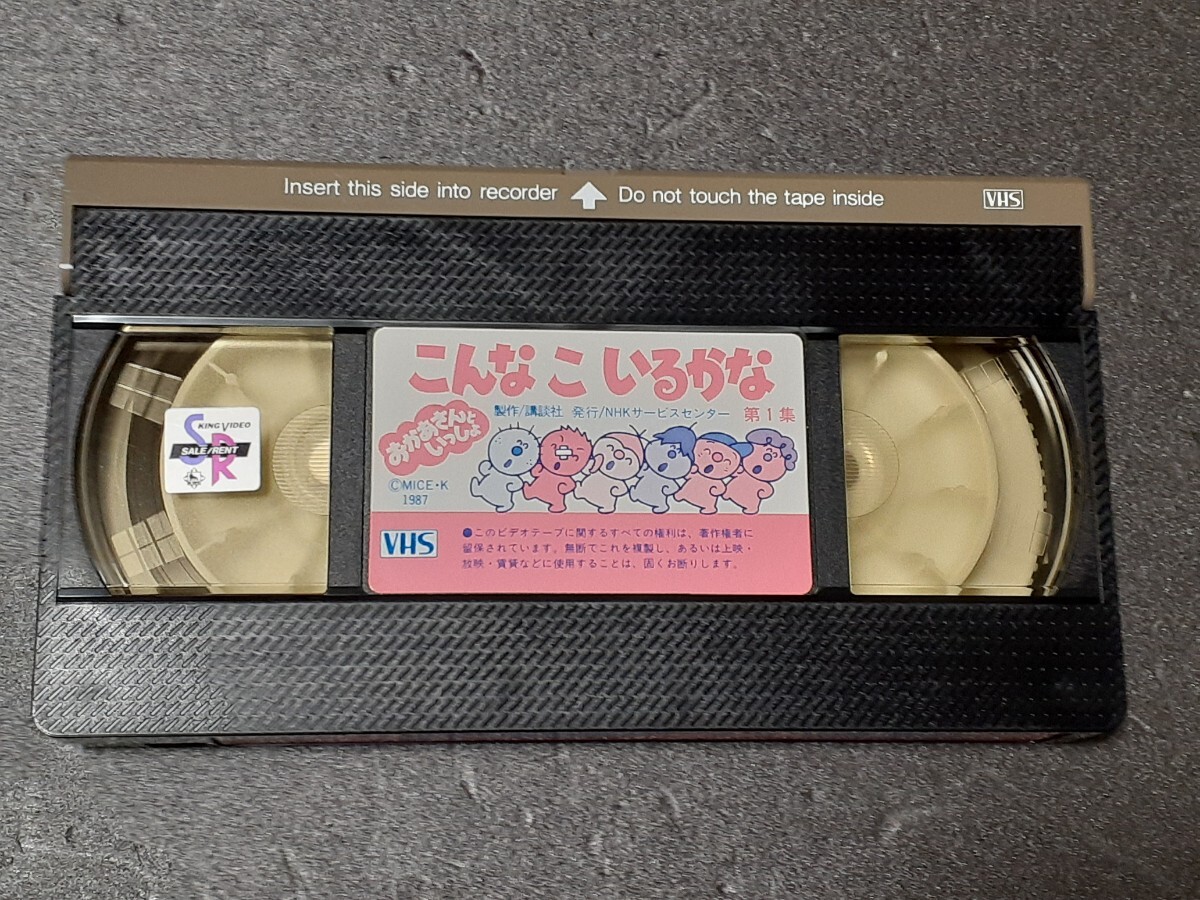 Insert this side into recorder Do not touch the tape inside VHS
KING VIDEO
SALE/RENT
SR
こんなこ いるかな
おかあさんと
いっしょ
製作/講談社 発行/NHKサービスセンター 第1集
©MICE・K
1987
VHS
●このビデオテープに関するすべての権利は、著作権者に
留保されています。無断でこれを複製し、あるいは上映・
放映・賃貸などに使用することは、固くお断りします。